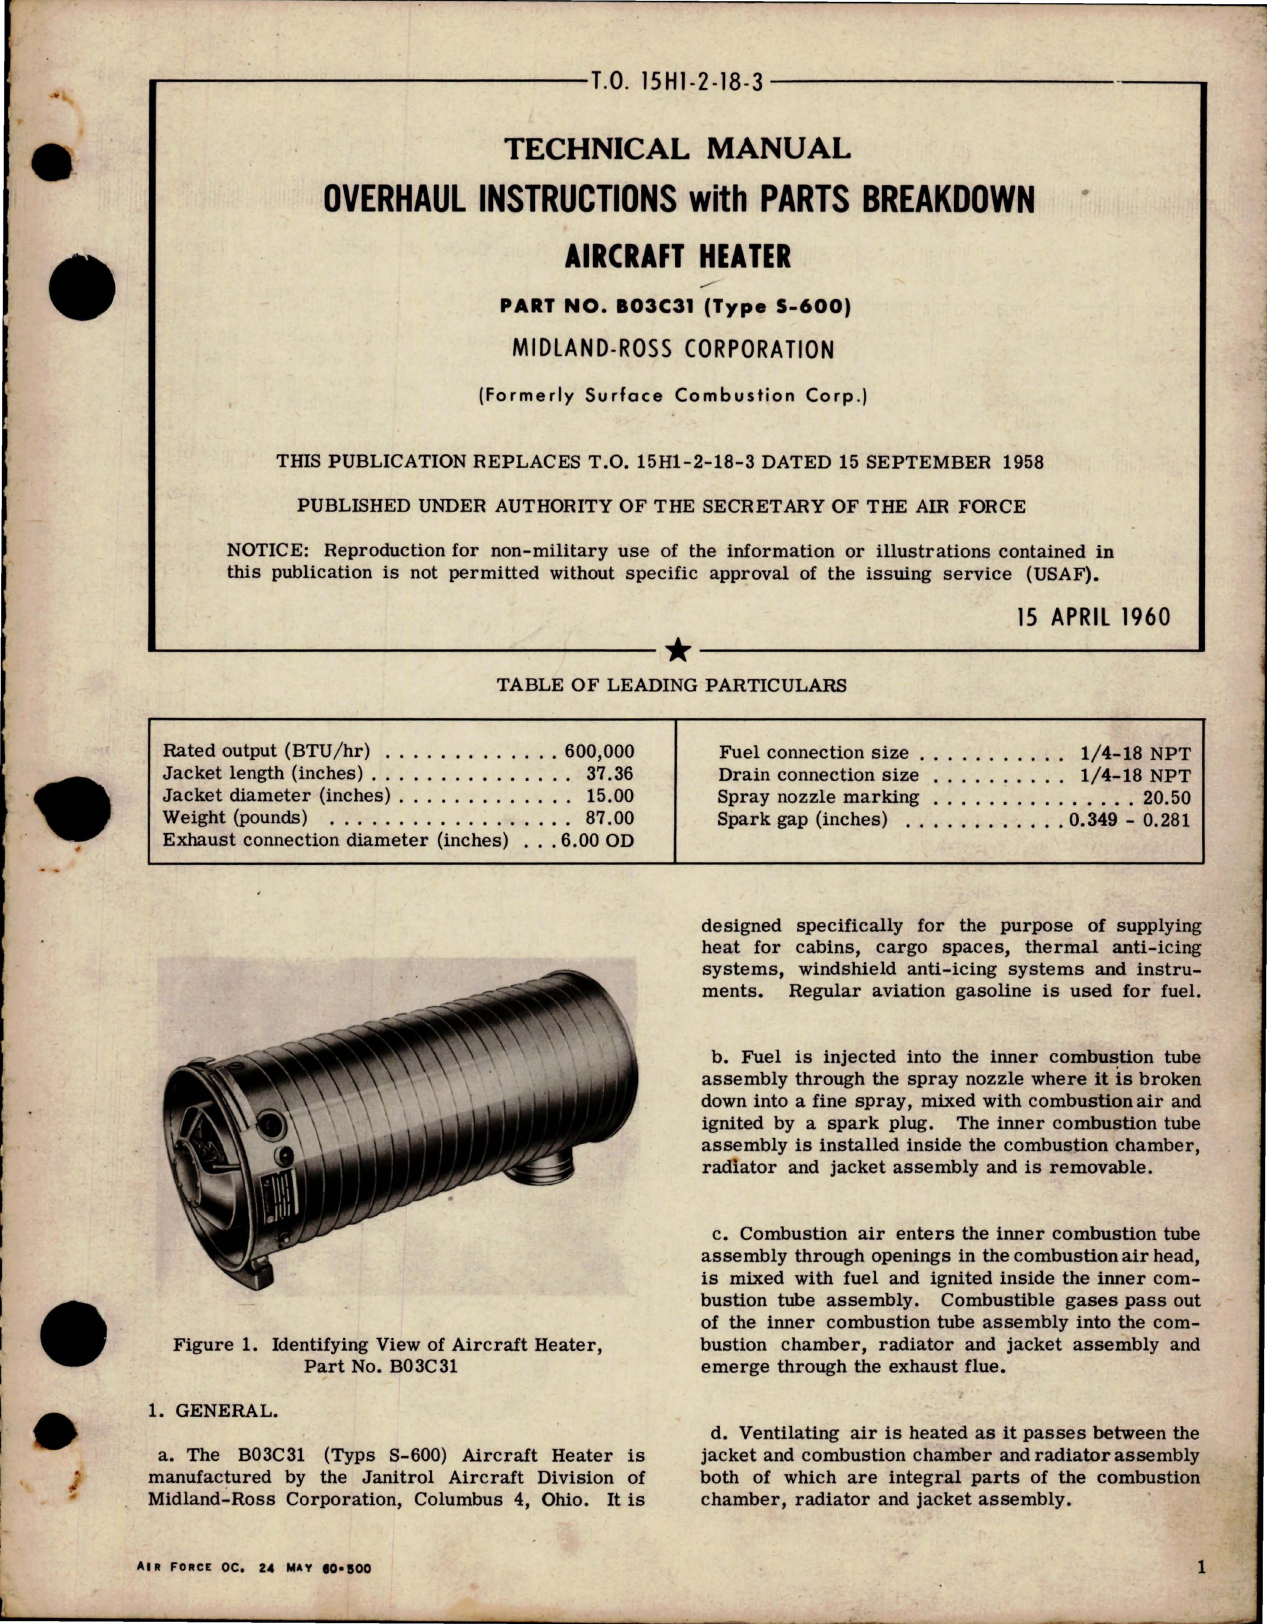 T.O. 15H1-2-18-3
TECHNICAL MANUAL
OVERHAUL INSTRUCTIONS with PARTS BREAKDOWN
AIRCRAFT HEATER
PART NO. B03C31 (Type S-600)
MIDLAND-ROSS CORPORATION
(Formerly Surface Combustion Corp.)
THIS PUBLICATION REPLACES T.O. 15H1-2-18-3 DATED 15 SEPTEMBER 1958
PUBLISHED UNDER AUTHORITY OF THE SECRETARY OF THE AIR FORCE
NOTICE: Reproduction for non-military use of the information or illustrations contained in
this publication is not permitted without specific approval of the issuing service (USAF).
15 APRIL 1960
TABLE OF LEADING PARTICULARS
Rated output (BTU/hr) . . . . . . . . . . . . . 600,000
Jacket length (inches) . . . . . . . . . . . . . . . 37.36
Jacket diameter (inches) . . . . . . . . . . . . . 15.00
Weight (pounds) . . . . . . . . . . . . . . . . . . 87.00
Exhaust connection diameter (inches) . . . 6.00 OD
Fuel connection size . . . . . . . . . . . 1/4-18 NPT
Drain connection size . . . . . . . . . . 1/4-18 NPT
Spray nozzle marking . . . . . . . . . . . . . . . 20.50
Spark gap (inches) . . . . . . . . . . . . 0.349 - 0.281
Figure 1. Identifying View of Aircraft Heater,
Part No. B03C31
1. GENERAL.
a. The B03C31 (Typs S-600) Aircraft Heater is
manufactured by the Janitrol Aircraft Division of
Midland-Ross Corporation, Columbus 4, Ohio. It is
designed specifically for the purpose of supplying
heat for cabins, cargo spaces, thermal anti-icing
systems, windshield anti-icing systems and instru-
ments. Regular aviation gasoline is used for fuel.
b. Fuel is injected into the inner combustion tube
assembly through the spray nozzle where it is broken
down into a fine spray, mixed with combustion air and
ignited by a spark plug. The inner combustion tube
assembly is installed inside the combustion chamber,
radiator and jacket assembly and is removable.
c. Combustion air enters the inner combustion tube
assembly through openings in the combustion air head,
is mixed with fuel and ignited inside the inner com-
bustion tube assembly. Combustible gases pass out
of the inner combustion tube assembly into the com-
bustion chamber, radiator and jacket assembly and
emerge through the exhaust flue.
d. Ventilating air is heated as it passes between the
jacket and combustion chamber and radiator assembly
both of which are integral parts of the combustion
chamber, radiator and jacket assembly.
AIR FORCE OC. 24 MAY 60-500
1